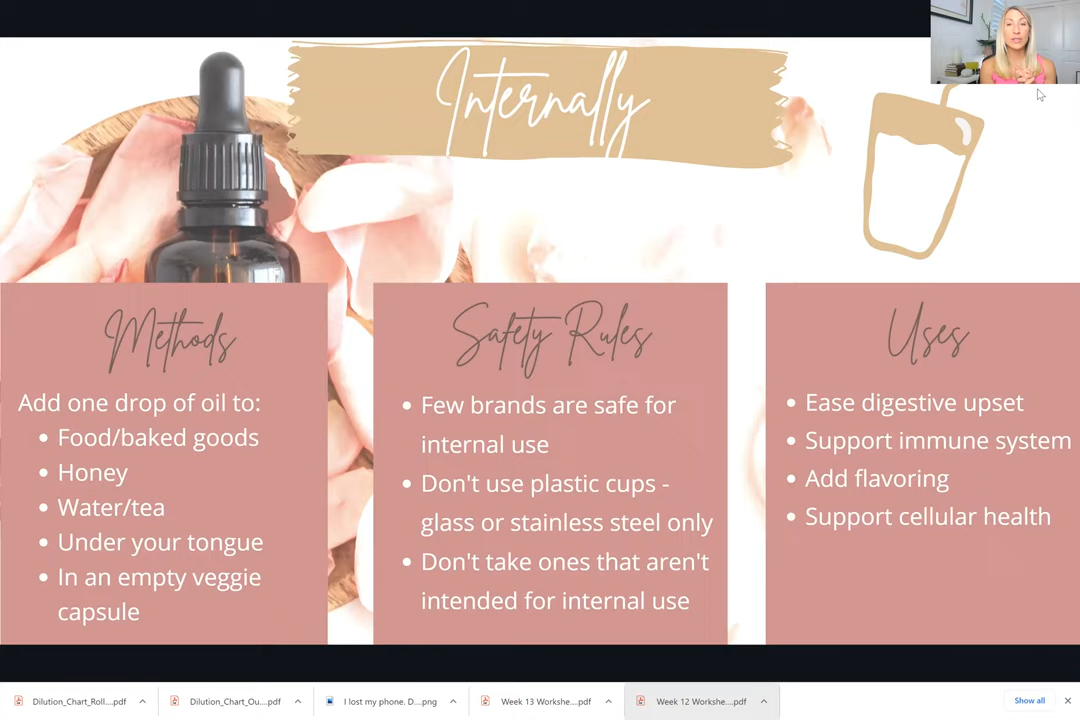 Internally
Methods
Add one drop of oil to:
• Food/baked goods
• Honey
• Water/tea
• Under your tongue
• In an empty veggie
capsule
Safety Rules
• Few brands are safe for
internal use
• Don't use plastic cups -
glass or stainless steel only
• Don't take ones that aren't
intended for internal use
Uses
• Ease digestive upset
• Support immune system
• Add flavoring
• Support cellular health
Dilution_Chart_Roll....pdf
Dilution_Chart_Ou....pdf
I lost my phone. D....png
Week 13 Workshe....pdf
Week 12 Workshe....pdf
Show all